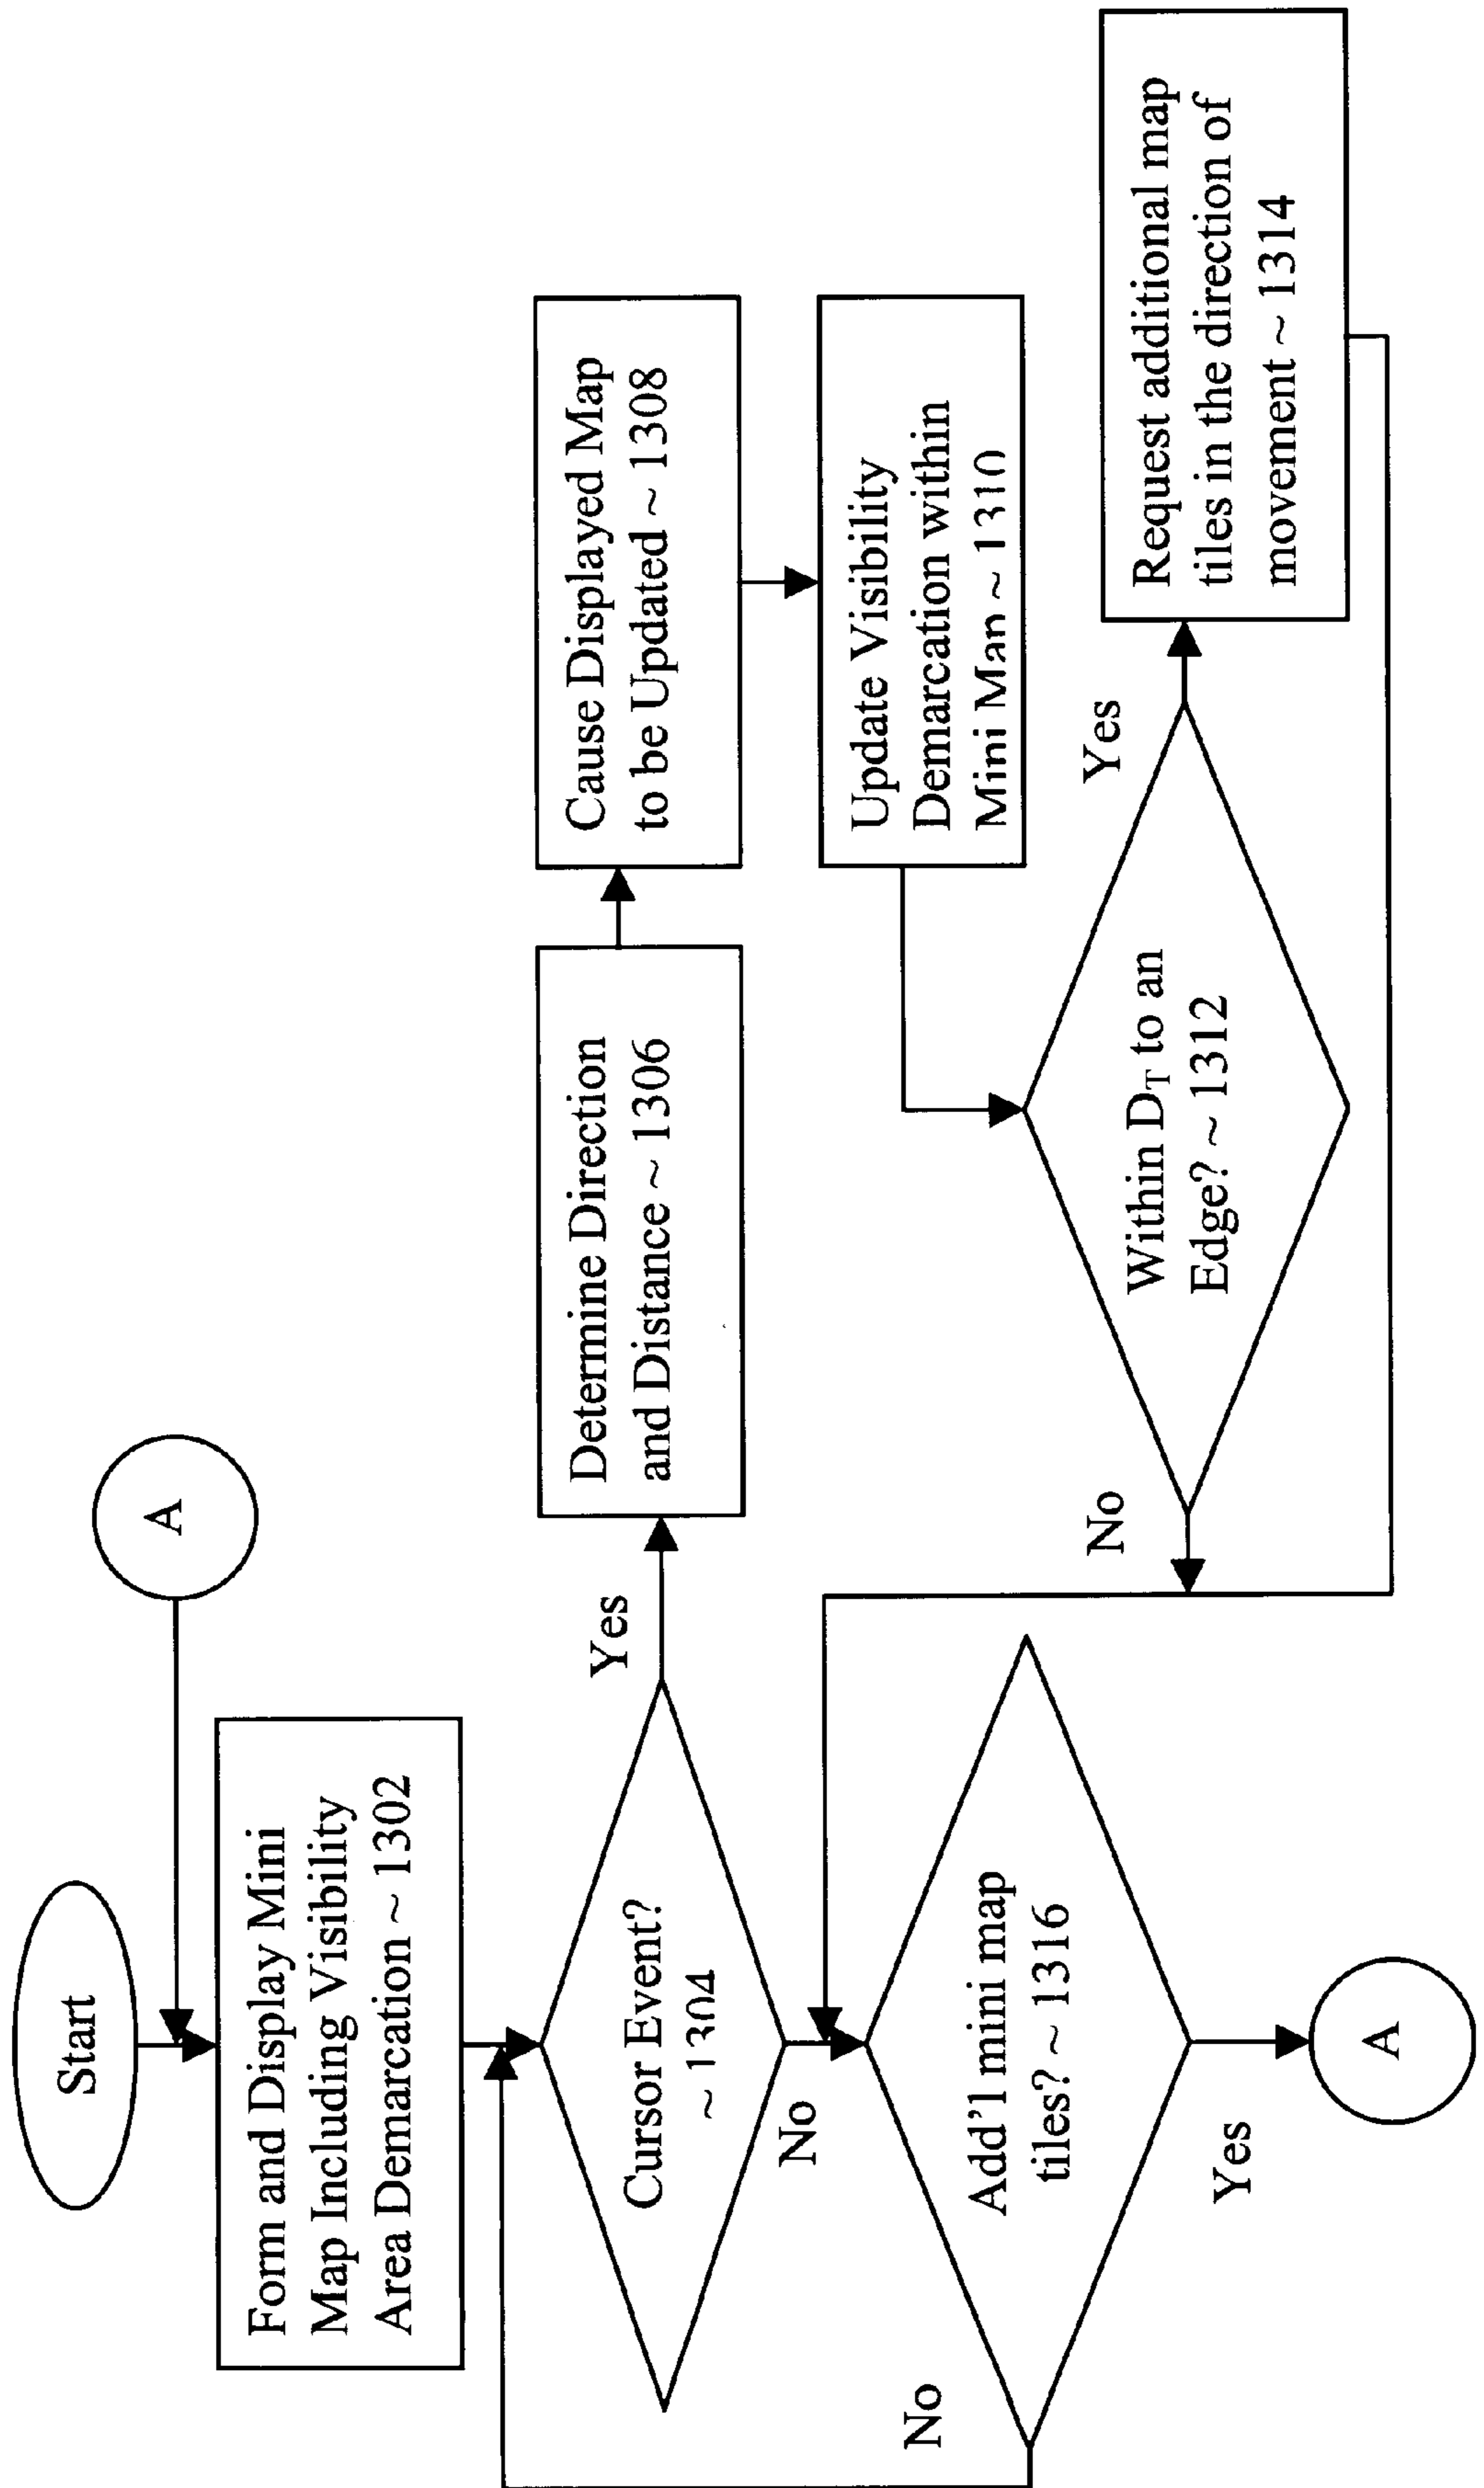 Start
A
Form and Display Mini
Map Including Visibility
Area Demarcation ~ 1302
Cursor Event?
~ 1304
Yes
No
Determine Direction
and Distance ~ 1306
Cause Displayed Map
to be Updated ~ 1308
Update Visibility
Demarcation within
Mini Map ~ 1310
Within DT to an
Edge? ~ 1312
Yes
No
Request additional map
tiles in the direction of
movement ~ 1314
Add'l mini map
tiles? ~ 1316
No
Yes
A